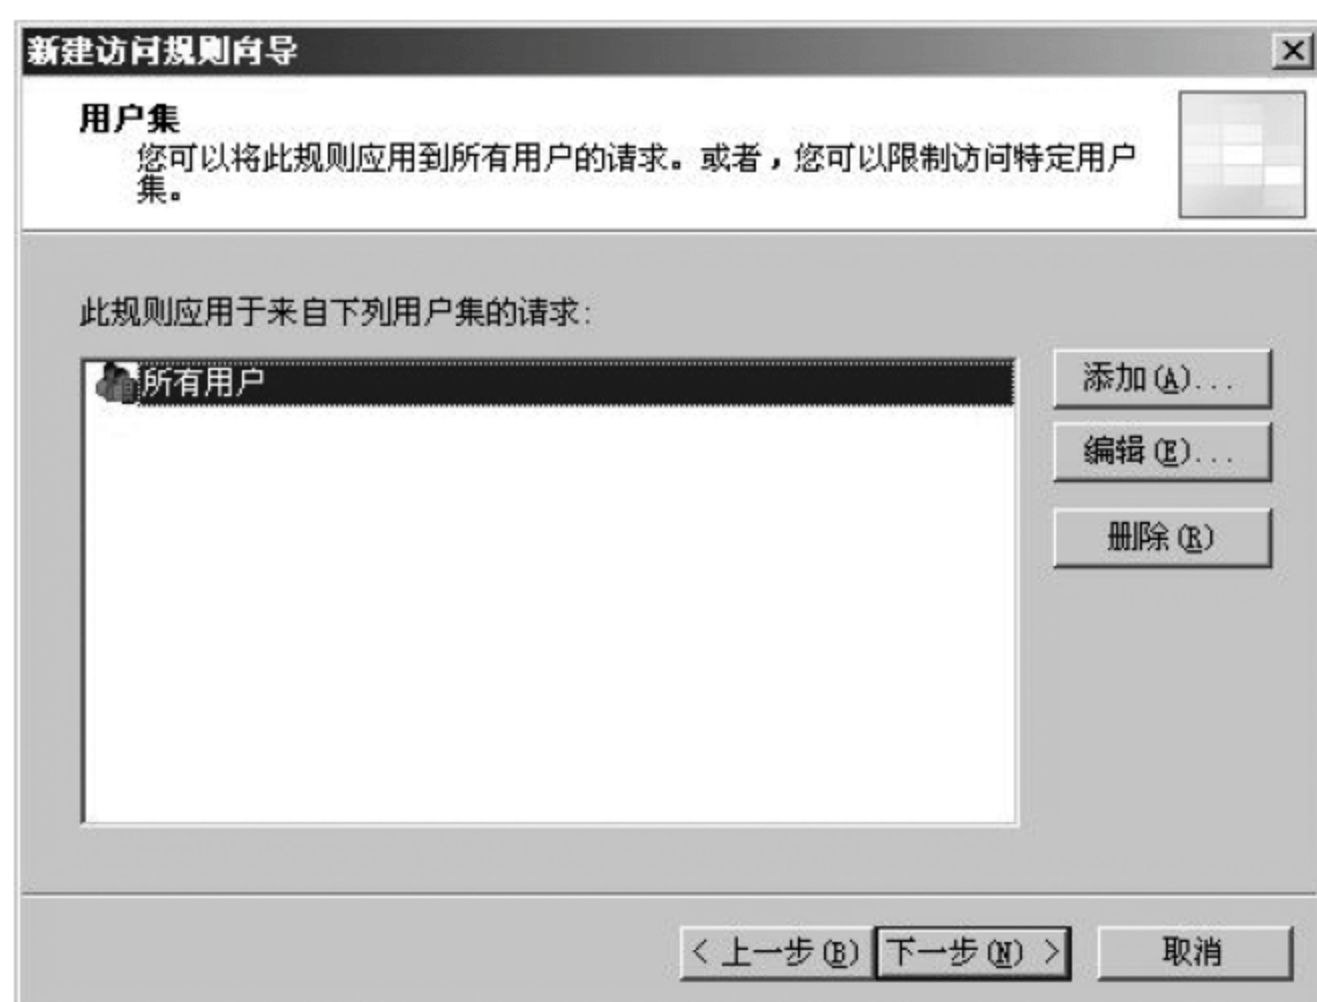 新建访问规则向导
用户集
您可以将此规则应用到所有用户的请求。或者，您可以限制访问特定用户
集。
此规则应用于来自下列用户集的请求:
所有用户
添加(A)...
编辑(E)...
删除(R)
< 上一步(B)
下一步(N) >
取消